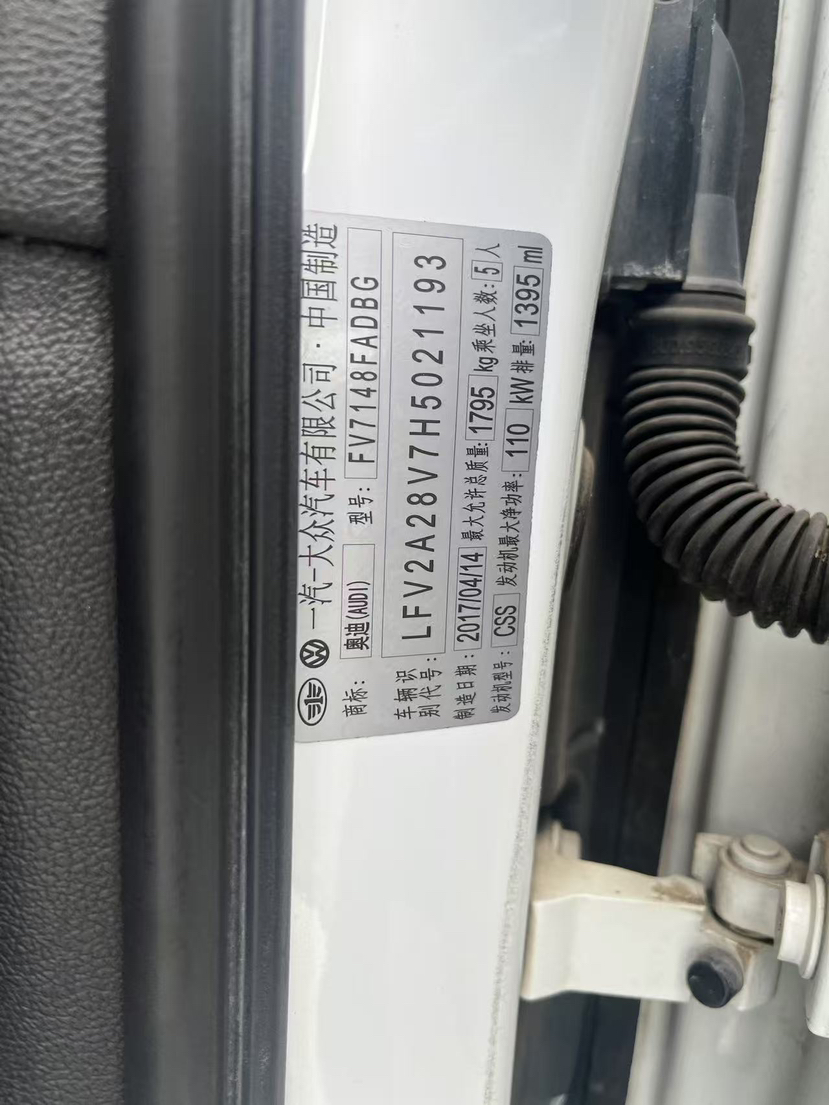 一汽-大众汽车有限公司·中国制造
商标: 奥迪(AUDI) 型号: FV7148FADBG
车辆识别代号: LFV2A28V7H5021193
制造日期: 2017/04/14 最大允许总质量: 1795 kg 乘坐人数: 5 人
发动机型号: CSS 发动机最大净功率: 110 kW 排量: 1395 ml